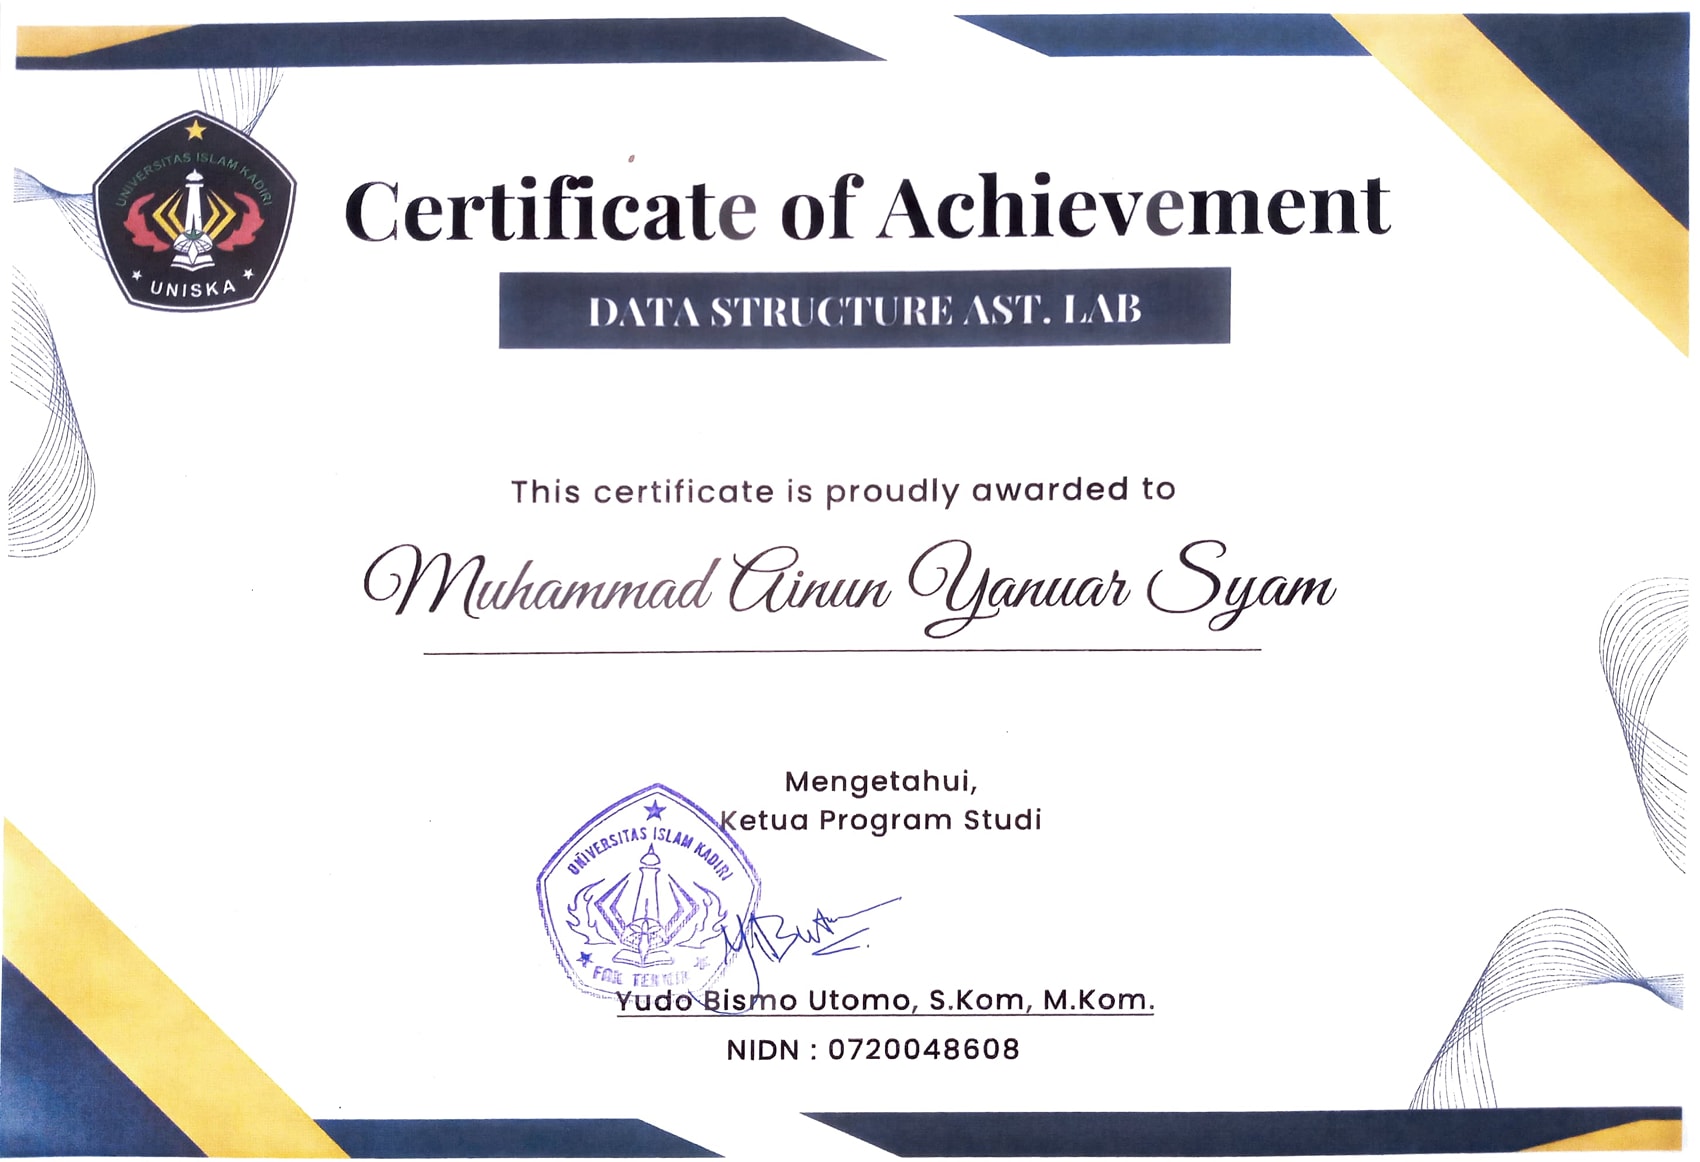 UNIVERSITAS ISLAM KADIRI
UNISKA
Certificate of Achievement
DATA STRUCTURE AST. LAB
This certificate is proudly awarded to
Muhammad Ainun Yanuar Syam
Mengetahui,
Ketua Program Studi
UNIVERSITAS ISLAM KADIRI
FAK TEKNIK
Yudo Bismo Utomo, S.Kom, M.Kom.
NIDN : 0720048608